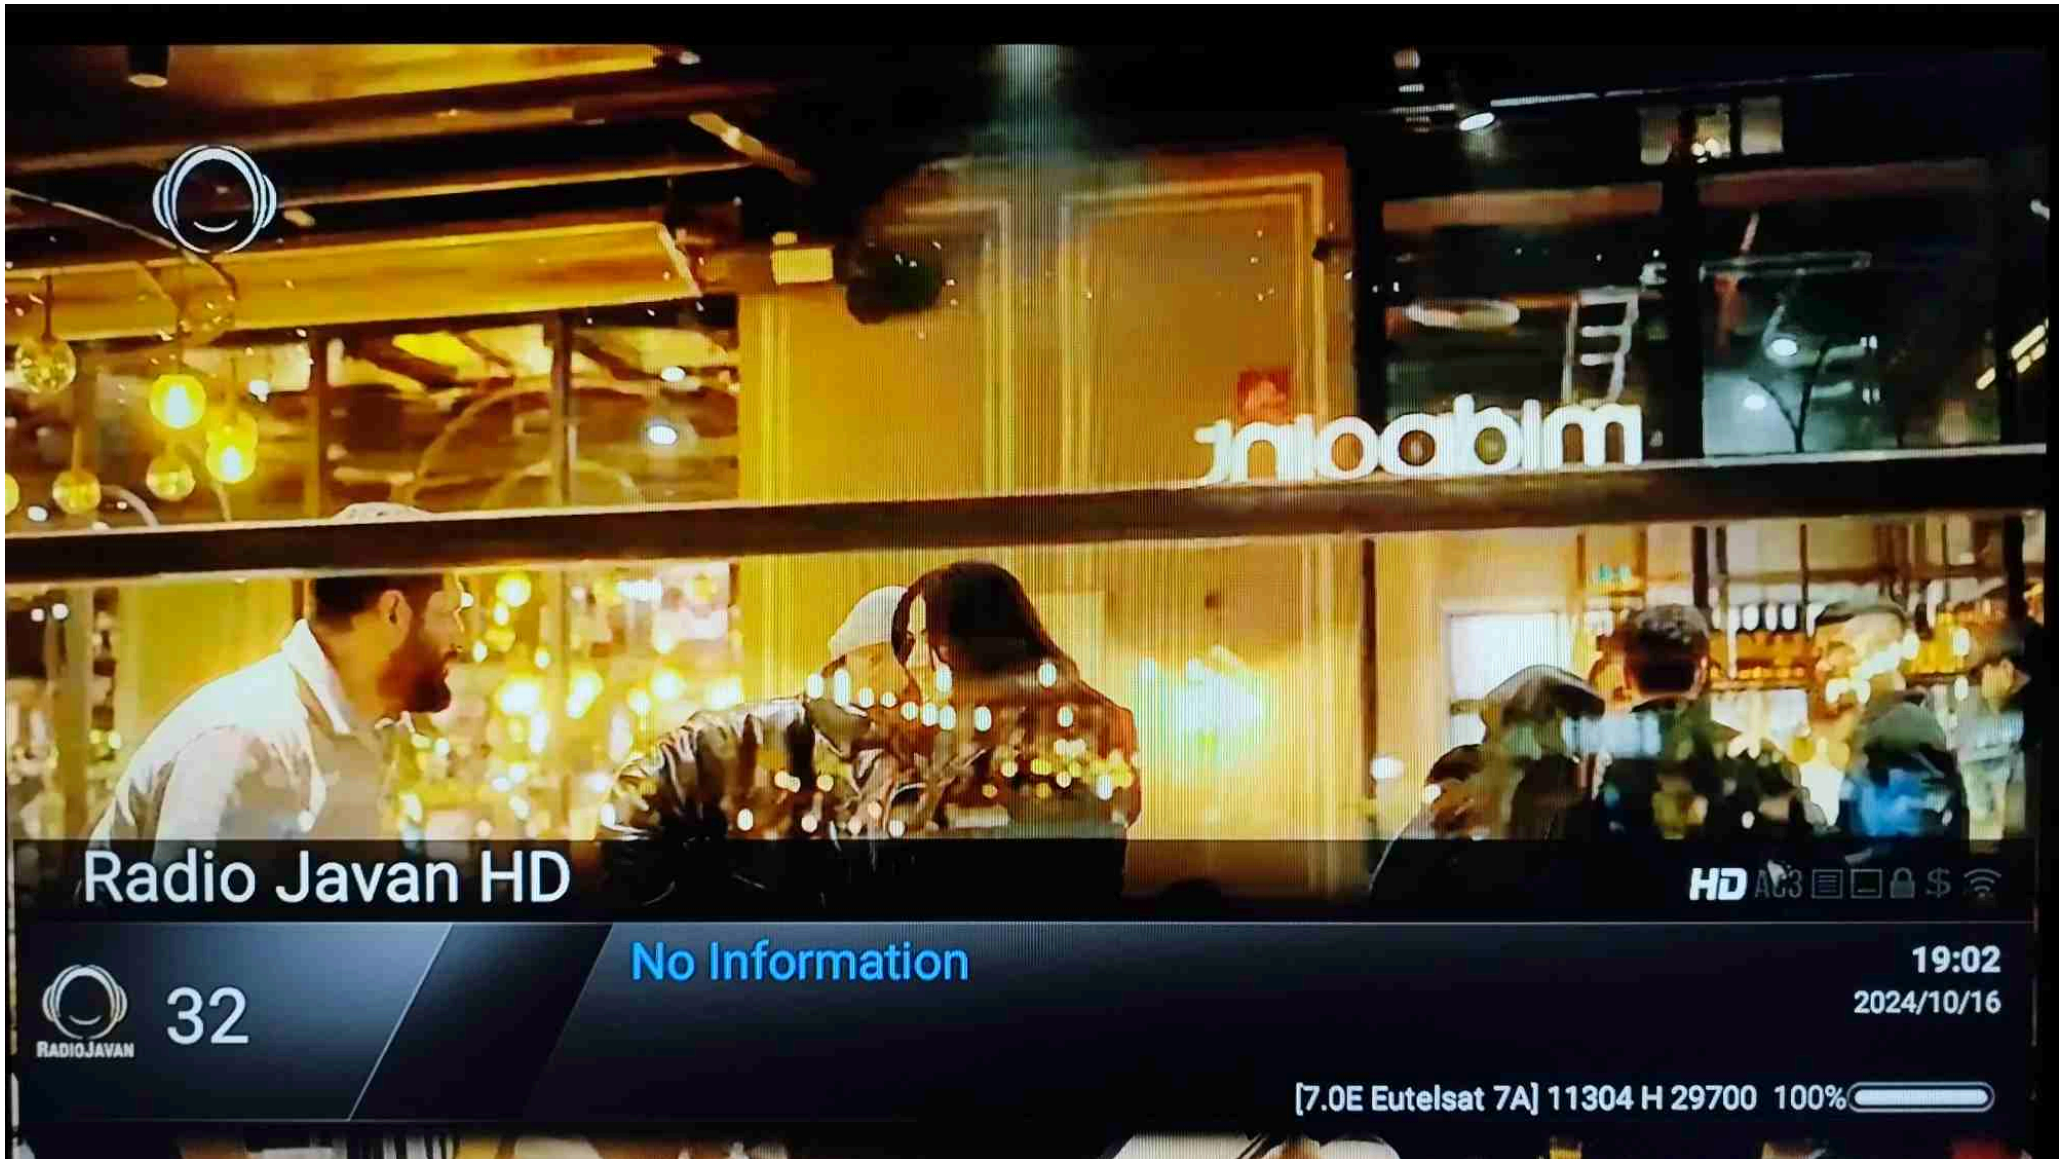 midpoint
Radio Javan HD
HD AC3 $
No Information
19:02
2024/10/16
32
RADIOJAVAN
[7.0E Eutelsat 7A] 11304 H 29700 100%